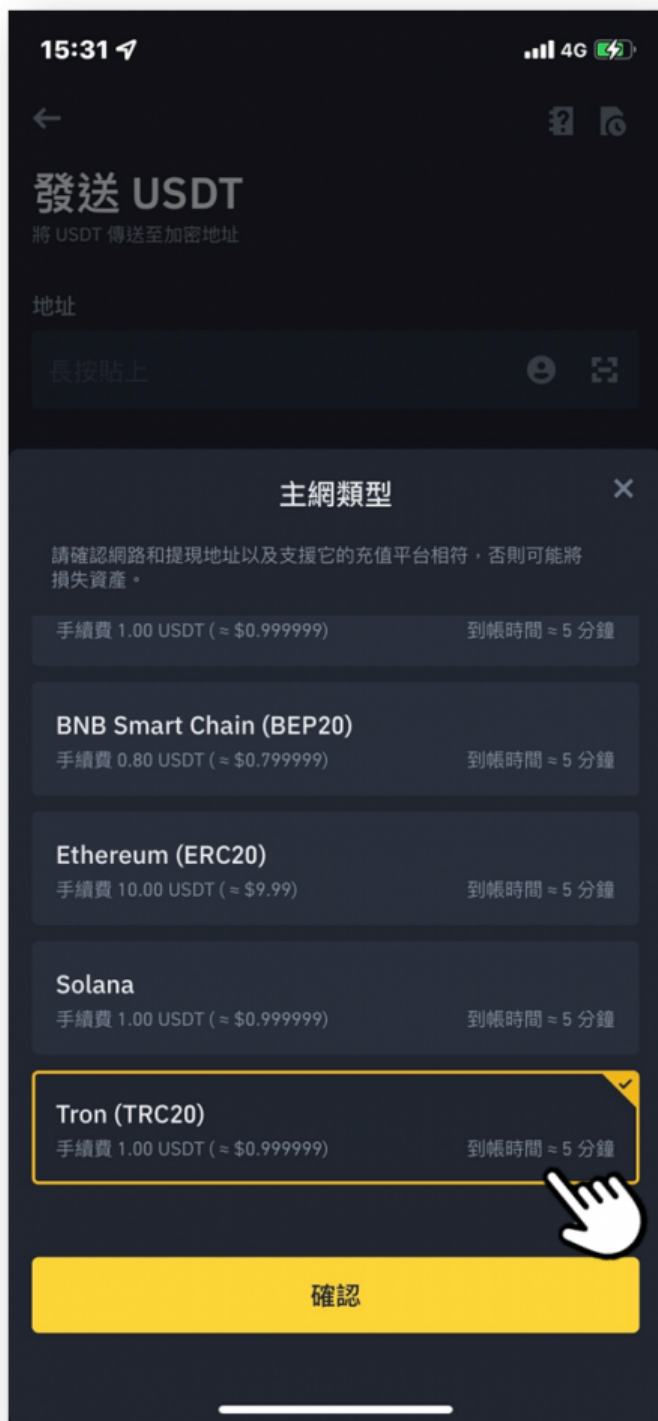 15:31
4G
發送 USDT
將 USDT 傳送至加密地址
地址
長按貼上
主網類型
請確認網路和提現地址以及支援它的充值平台相符，否則可能將
損失資產。
手續費 1.00 USDT ( ≈ $0.999999) 到帳時間 ≈ 5 分鐘
BNB Smart Chain (BEP20)
手續費 0.80 USDT ( ≈ $0.799999) 到帳時間 ≈ 5 分鐘
Ethereum (ERC20)
手續費 10.00 USDT ( ≈ $9.99) 到帳時間 ≈ 5 分鐘
Solana
手續費 1.00 USDT ( ≈ $0.999999) 到帳時間 ≈ 5 分鐘
Tron (TRC20)
手續費 1.00 USDT ( ≈ $0.999999) 到帳時間 ≈ 5 分鐘
確認